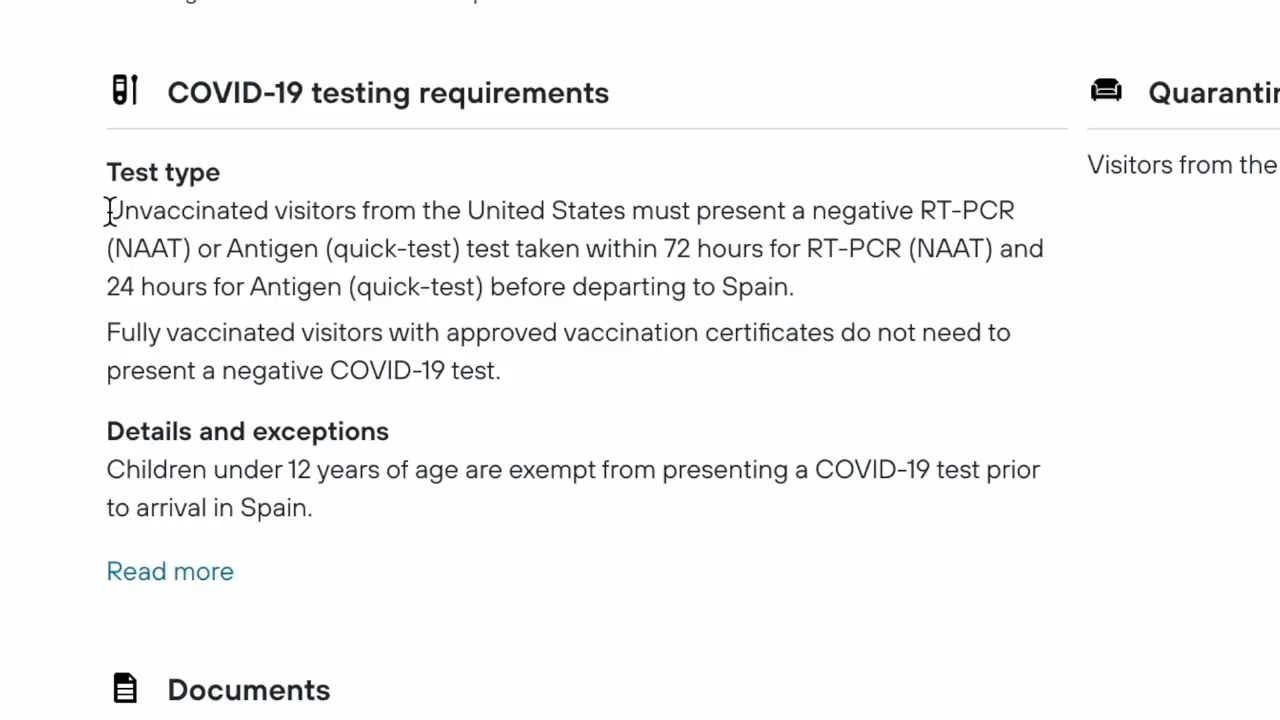 COVID-19 testing requirements
Test type
Unvaccinated visitors from the United States must present a negative RT-PCR
(NAAT) or Antigen (quick-test) test taken within 72 hours for RT-PCR (NAAT) and
24 hours for Antigen (quick-test) before departing to Spain.
Fully vaccinated visitors with approved vaccination certificates do not need to
present a negative COVID-19 test.
Details and exceptions
Children under 12 years of age are exempt from presenting a COVID-19 test prior
to arrival in Spain.
Read more
Documents
Visitors from the